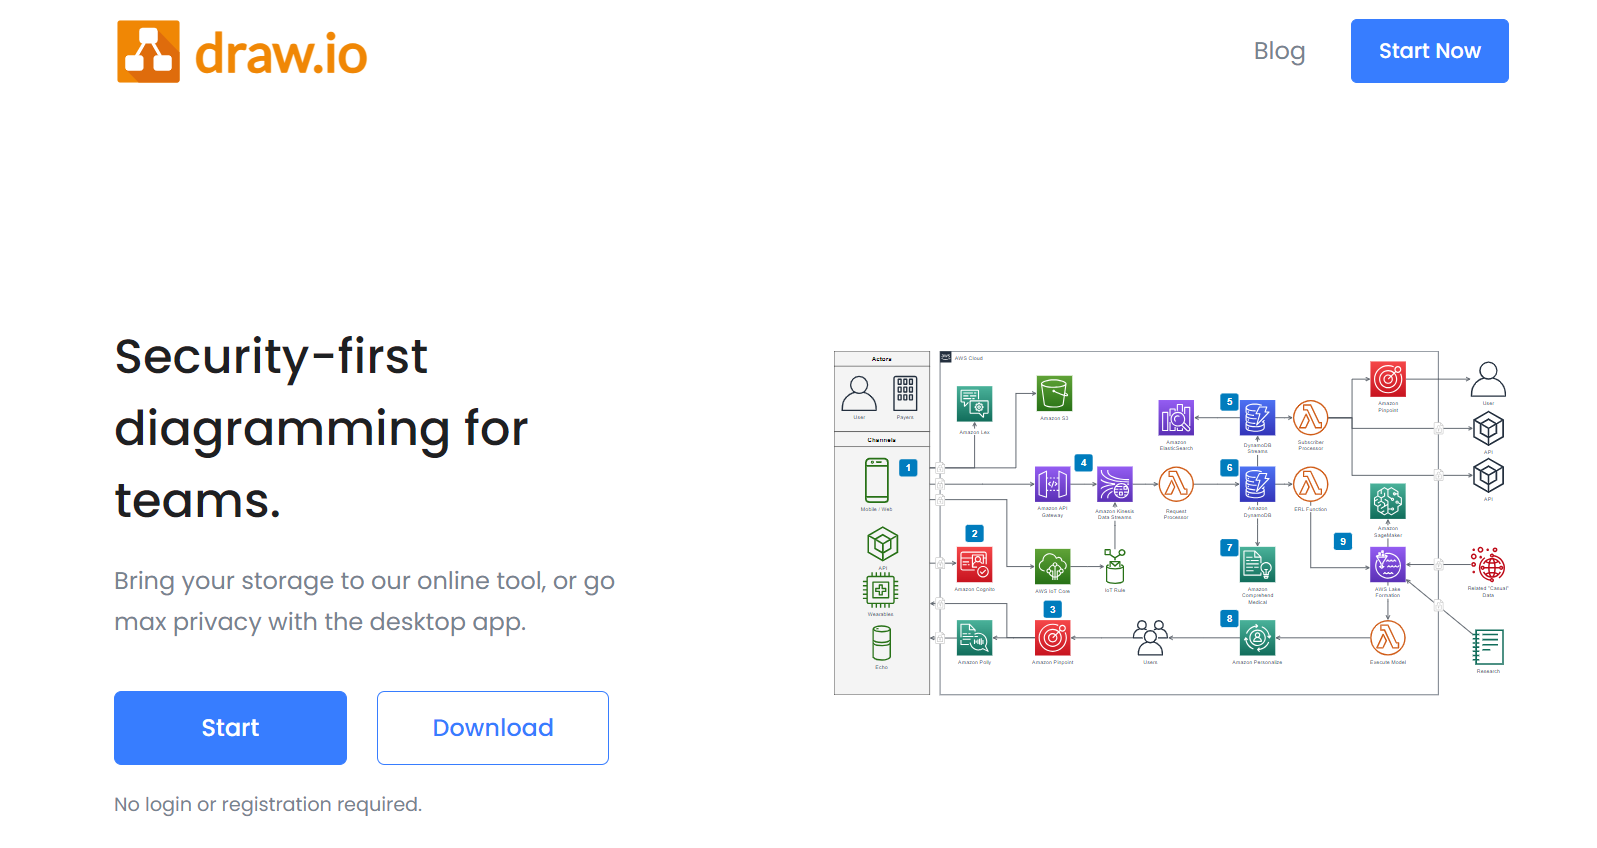 draw.io
Blog
Start Now
Security-first
diagramming for
teams.
Bring your storage to our online tool, or go
max privacy with the desktop app.
Start
Download
No login or registration required.
Actors
User
Payers
Channels
1
Mobile / Web
API
Wearables
Echo
AWS
AWS Cloud
Amazon Lex
Amazon S3
4
Amazon API
Gateway
Amazon Kinesis
Data Streams
Request
Processor
2
Amazon Cognito
AWS IoT Core
IoT Rule
3
Amazon Polly
Amazon Pinpoint
Users
Amazon
ElasticSearch
5
DynamoDB
Streams
Subscriber
Processor
6
Amazon
DynamoDB
ERL Function
7
Amazon
Comprehend
Medical
8
Amazon Personalize
Amazon
Pinpoint
Amazon
SageMaker
9
AWS Lake
Formation
Execute Model
User
API
API
Related "Casual"
Data
Research